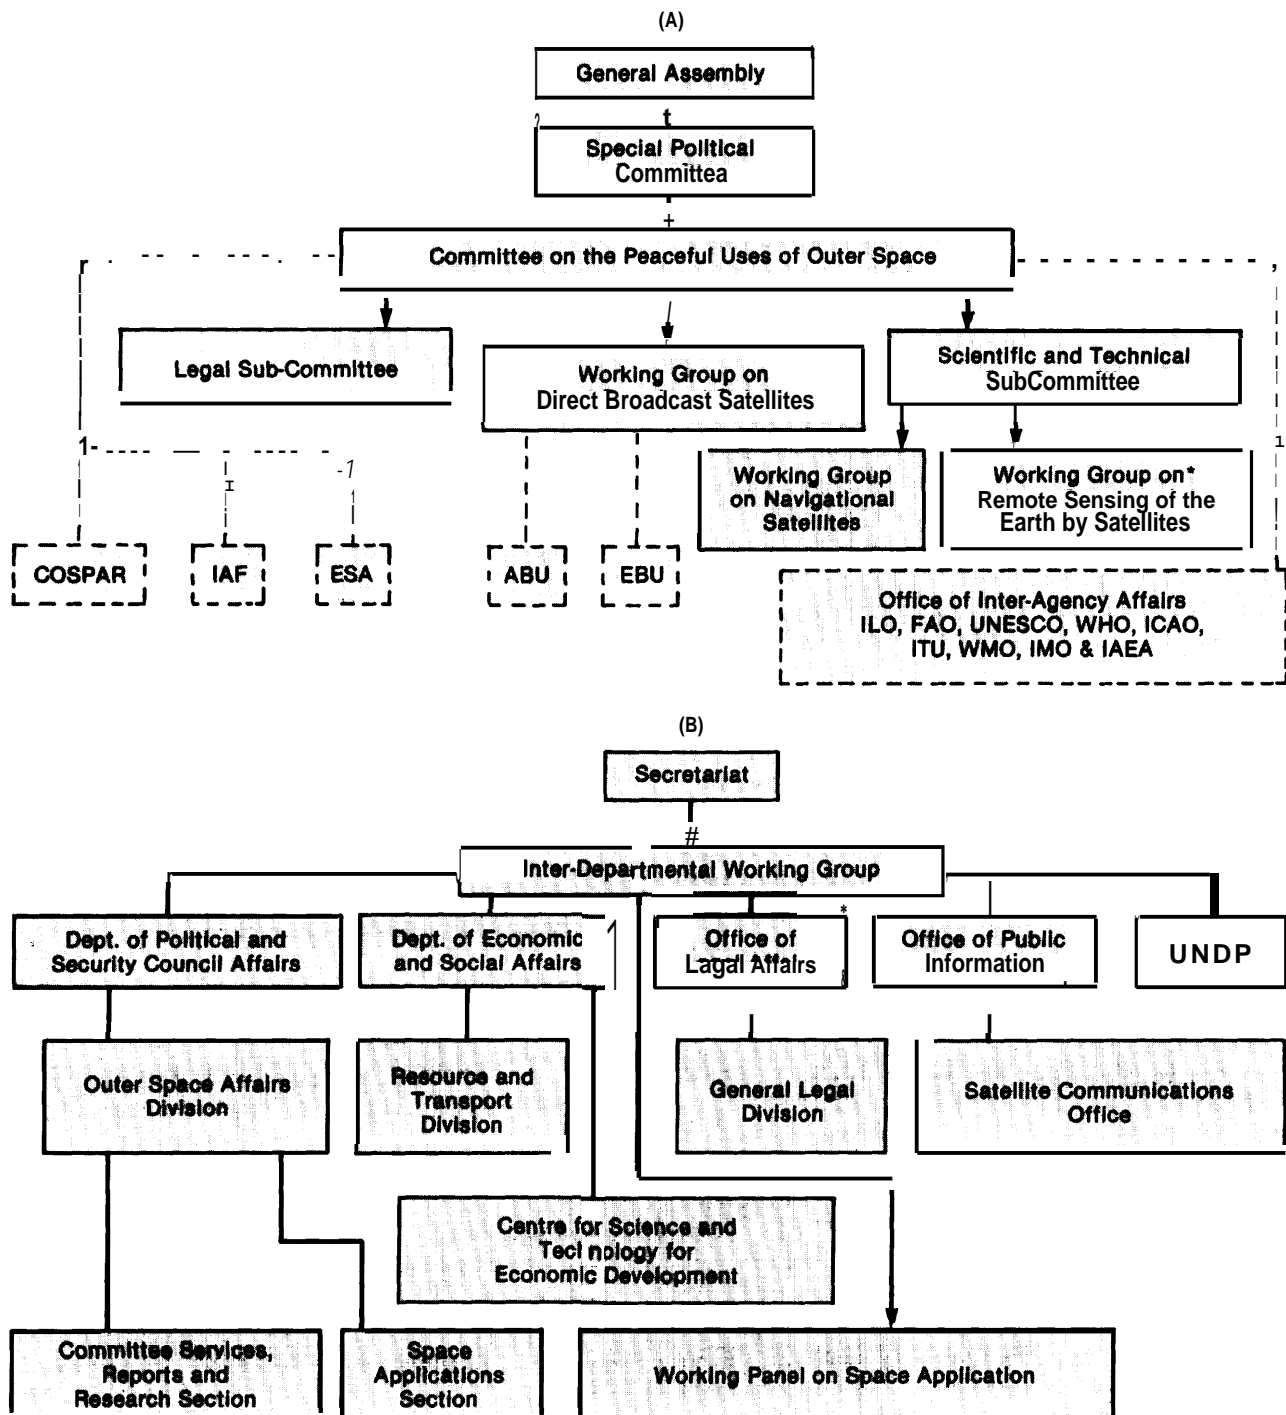 (A)
General Assembly
t
Special Political
Committea
+
Committee on the Peaceful Uses of Outer Space
Legal Sub-Committee
Working Group on
Direct Broadcast Satellites
Scientific and Technical
SubCommittee
Working Group
on Navigational
Satellites
Working Group on*
Remote Sensing of the
Earth by Satellites
COSPAR
IAF
ESA
ABU
EBU
Office of Inter-Agency Affairs
ILO, FAO, UNESCO, WHO, ICAO,
ITU, WMO, IMO & IAEA
(B)
Secretariat
#
Inter-Departmental Working Group
Dept. of Political and
Security Council Affairs
Dept. of Economic
and Social Affairs
Office of
Lagal Affairs
Office of Public
Information
UNDP
Outer Space Affairs
Division
Resource and
Transport
Division
General Legal
Division
Satellite Communications
Office
Centre for Science and
Technology for
Economic Development
Committee Services,
Reports and
Research Section
Space
Applications
Section
Working Panel on Space Application